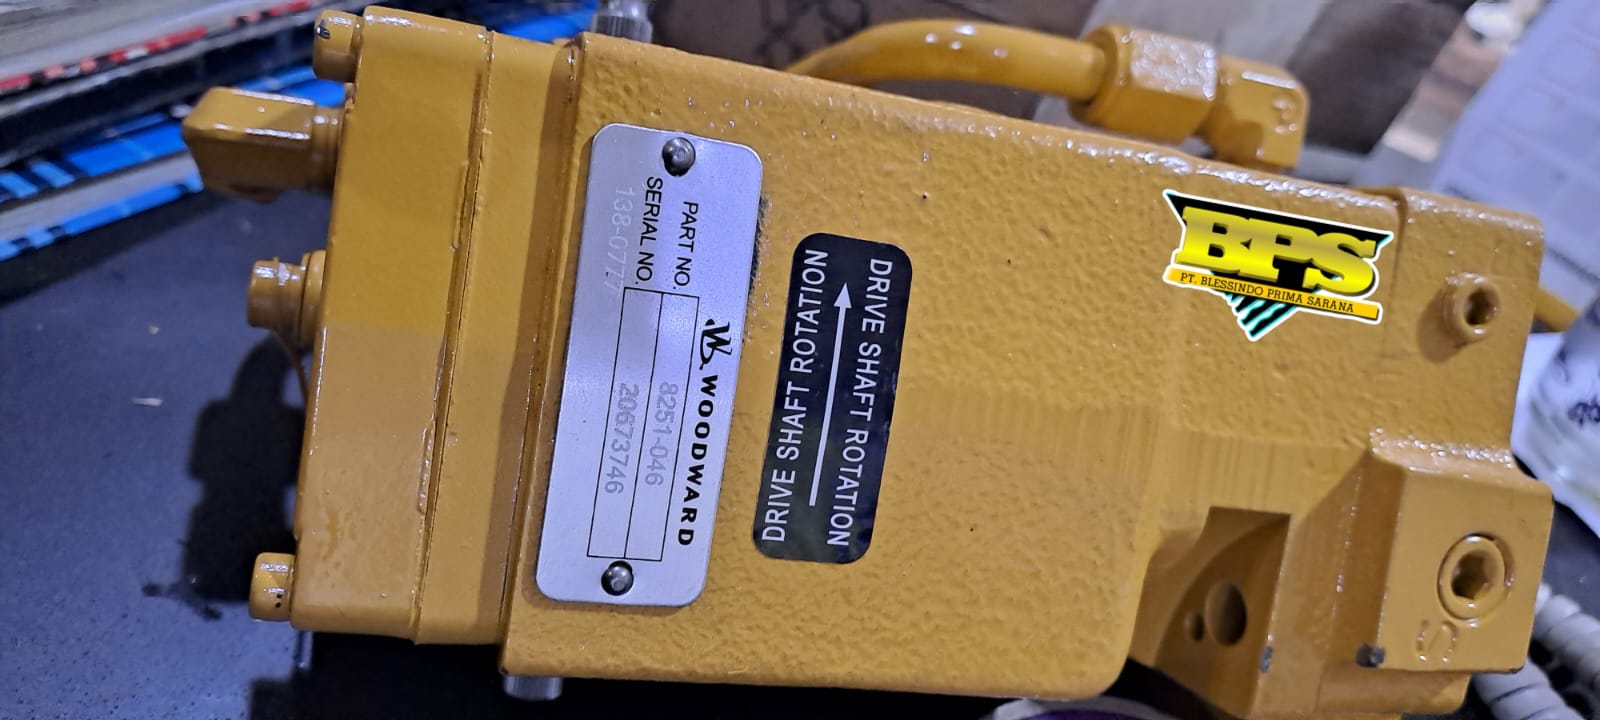 WOODWARD
PART NO. 8251-046
SERIAL NO. 20673746
138-0777
DRIVE SHAFT ROTATION
DRIVE SHAFT ROTATION
BPS
PT. BLESSINDO PRIMA SARANA
S